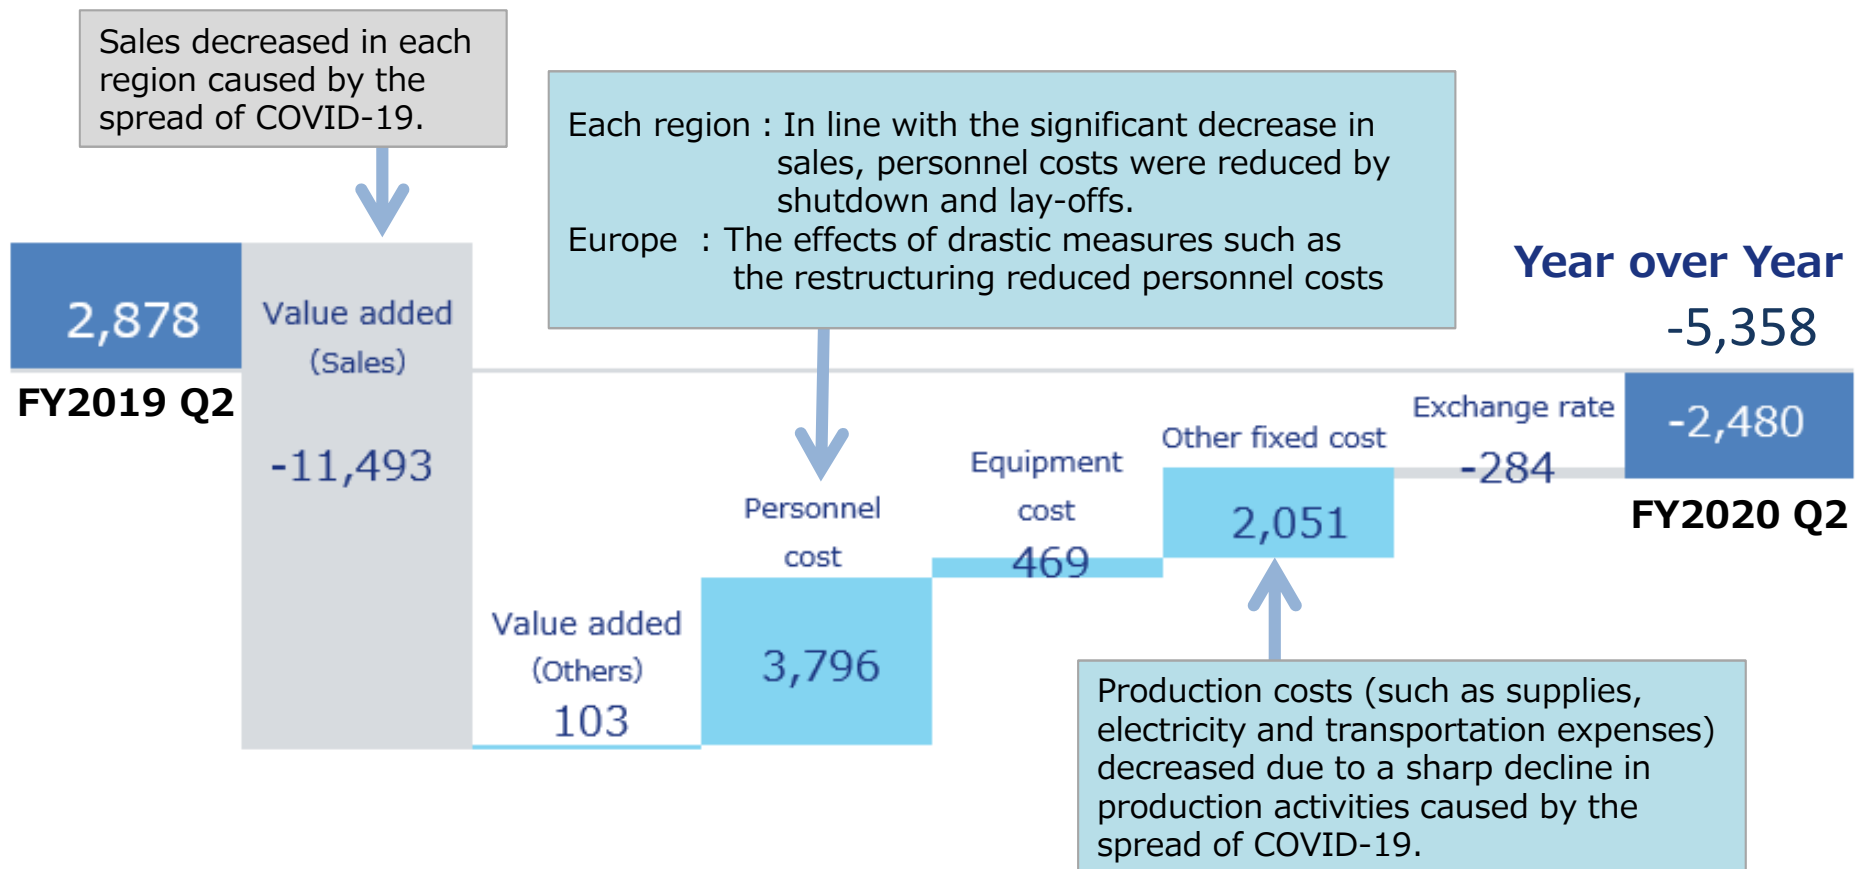 Sales decreased in each
region caused by the
spread of COVID-19.
Each region : In line with the significant decrease in
sales, personnel costs were reduced by
shutdown and lay-offs.
Europe : The effects of drastic measures such as
the restructuring reduced personnel costs
Year over Year
-5,358
2,878
FY2019 Q2
Value added
(Sales)
-11,493
Value added
(Others)
103
Personnel
cost
3,796
Equipment
cost
469
Other fixed cost
2,051
Exchange rate
-284
-2,480
FY2020 Q2
Production costs (such as supplies,
electricity and transportation expenses)
decreased due to a sharp decline in
production activities caused by the
spread of COVID-19.